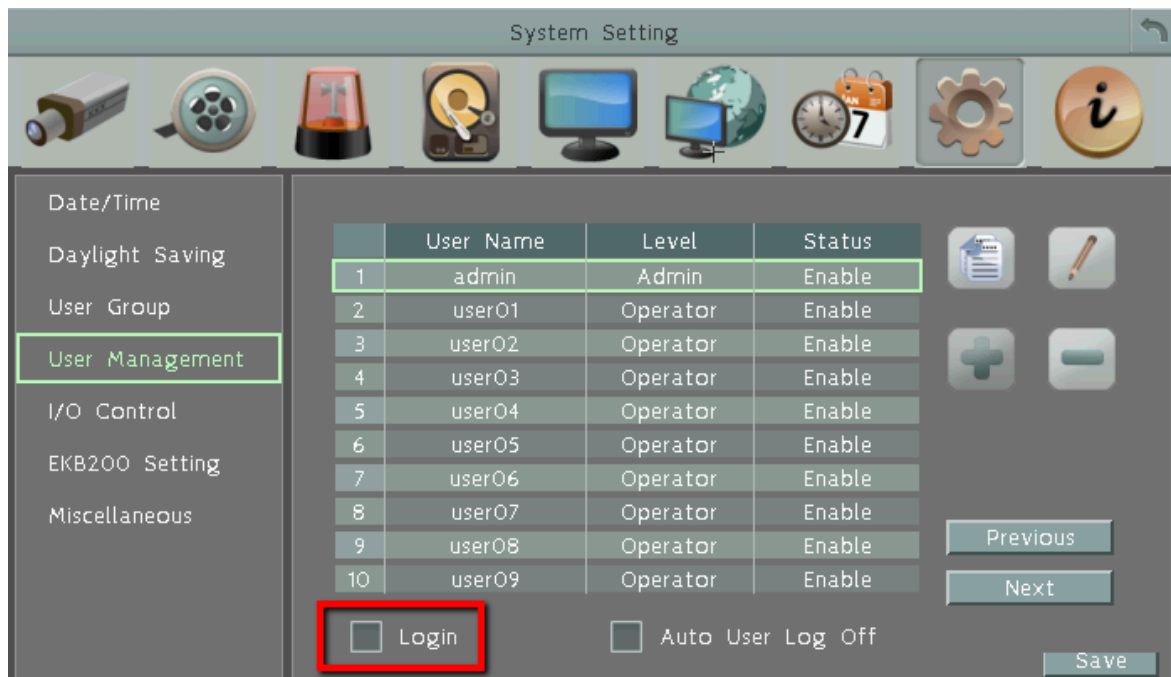 System Setting
JAN
7
i
Date/Time
Daylight Saving
User Group
User Management
I/O Control
EKB200 Setting
Miscellaneous
User Name Level Status
1 admin Admin Enable
2 user01 Operator Enable
3 user02 Operator Enable
4 user03 Operator Enable
5 user04 Operator Enable
6 user05 Operator Enable
7 user06 Operator Enable
8 user07 Operator Enable
9 user08 Operator Enable
10 user09 Operator Enable
Previous
Next
Login Auto User Log Off
Save